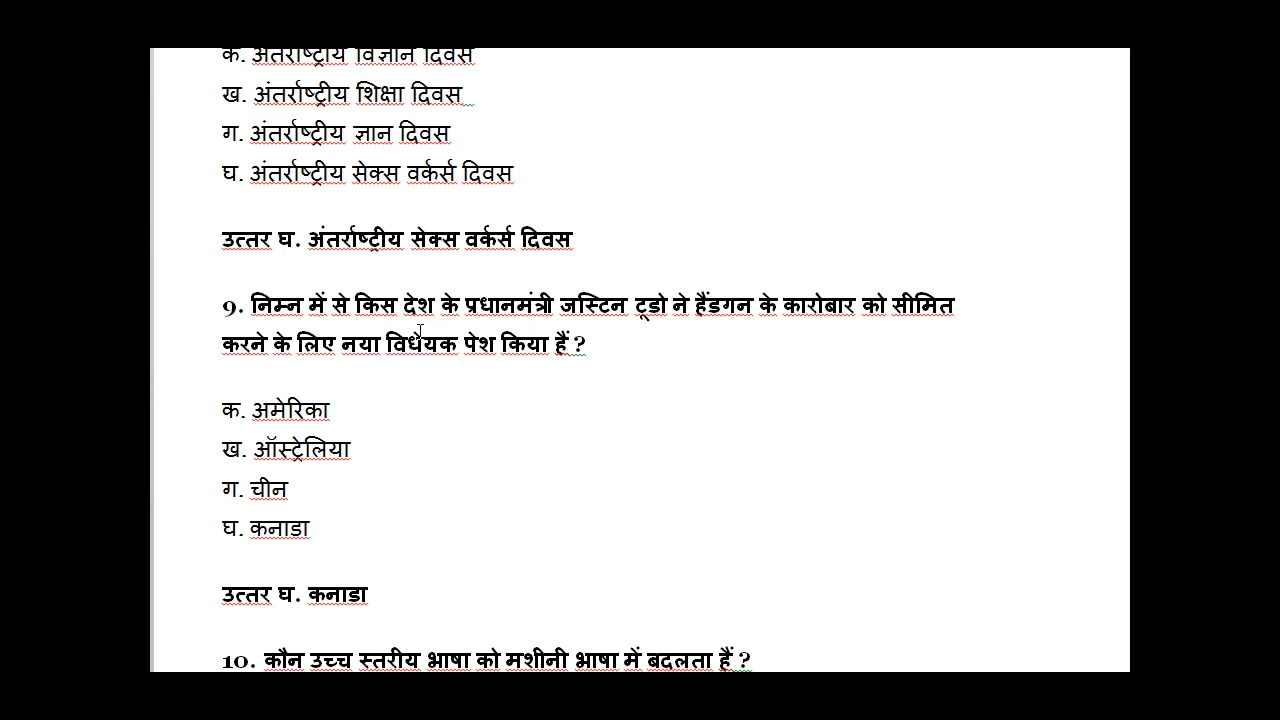 क. अंतर्राष्ट्रीय विज्ञान दिवस
ख. अंतर्राष्ट्रीय शिक्षा दिवस
ग. अंतर्राष्ट्रीय ज्ञान दिवस
घ. अंतर्राष्ट्रीय सेक्स वर्कर्स दिवस
उत्तर घ. अंतर्राष्ट्रीय सेक्स वर्कर्स दिवस
9. निम्न में से किस देश के प्रधानमंत्री जस्टिन ट्रूडो ने हैंडगन के कारोबार को सीमित
करने के लिए नया विधेयक पेश किया हैं ?
क. अमेरिका
ख. ऑस्ट्रेलिया
ग. चीन
घ. कनाडा
उत्तर घ. कनाडा
10. कौन उच्च स्तरीय भाषा को मशीनी भाषा में बदलता हैं ?